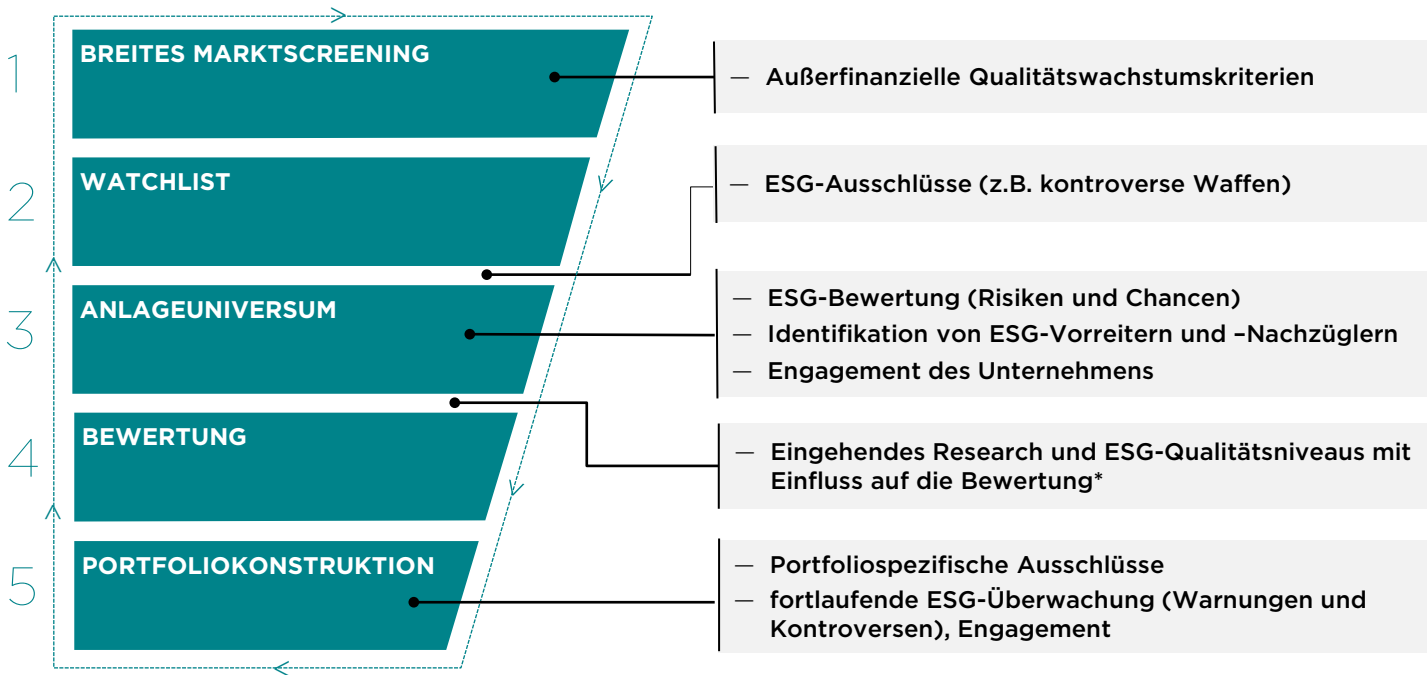 1
BREITES MARKTSCREENING
— Außerfinanzielle Qualitätswachstumskriterien
2
WATCHLIST
— ESG-Ausschlüsse (z.B. kontroverse Waffen)
3
ANLAGEUNIVERSUM
— ESG-Bewertung (Risiken und Chancen)
— Identifikation von ESG-Vorreitern und –Nachzüglern
— Engagement des Unternehmens
4
BEWERTUNG
— Eingehendes Research und ESG-Qualitätsniveaus mit
Einfluss auf die Bewertung*
5
PORTFOLIOKONSTRUKTION
— Portfoliospezifische Ausschlüsse
— fortlaufende ESG-Überwachung (Warnungen und
Kontroversen), Engagement